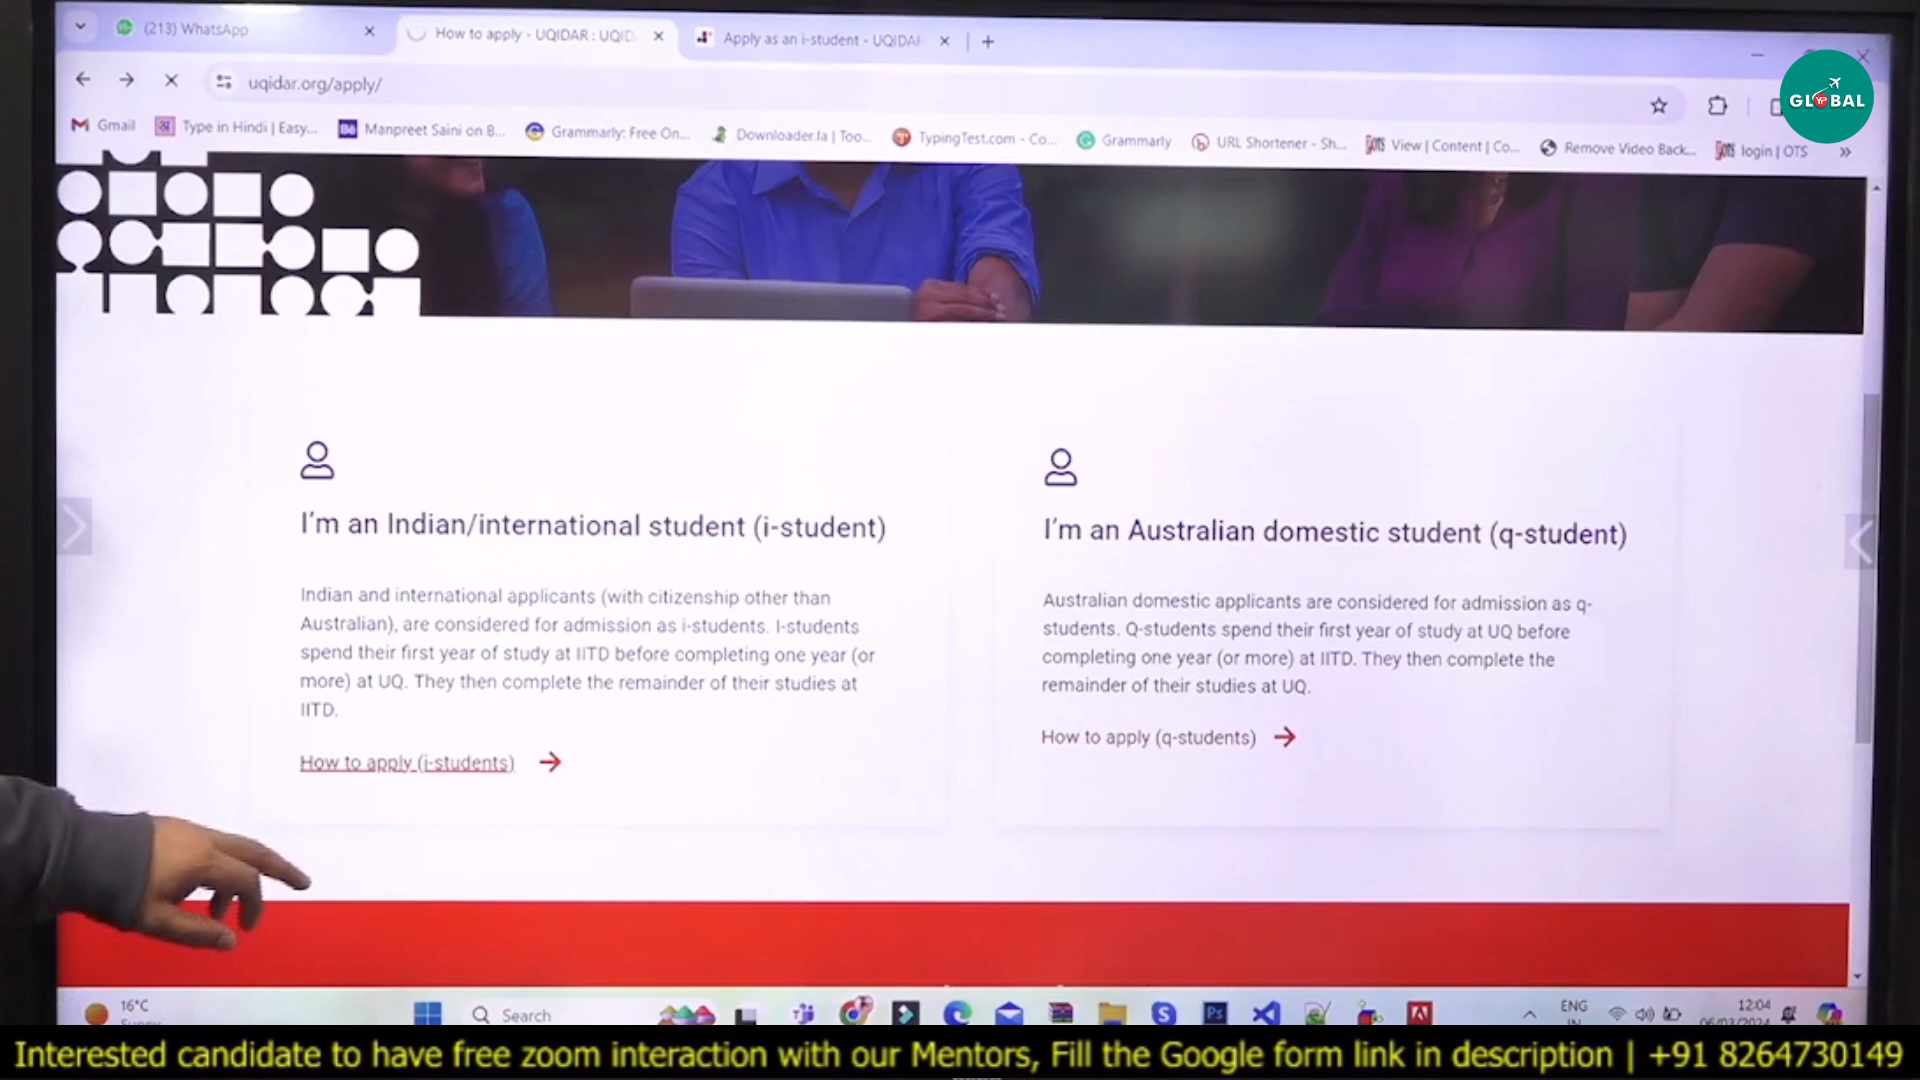 (213) WhatsApp
How to apply - UQIDAR : UQID
Apply as an i-student - UQIDAR
uqidar.org/apply/
GLOBAL
YP
Gmail
Type in Hindi | Easy...
Manpreet Saini on B...
Grammarly: Free On...
Downloader.la | Too...
TypingTest.com - Co...
Grammarly
URL Shortener - Sh...
View | Content | Co...
Remove Video Back...
login | OTS
I'm an Indian/international student (i-student)
Indian and international applicants (with citizenship other than
Australian), are considered for admission as i-students. I-students
spend their first year of study at IITD before completing one year (or
more) at UQ. They then complete the remainder of their studies at
IITD.
How to apply (i-students)
I'm an Australian domestic student (q-student)
Australian domestic applicants are considered for admission as q-
students. Q-students spend their first year of study at UQ before
completing one year (or more) at IITD. They then complete the
remainder of their studies at UQ.
How to apply (q-students)
16°C
Sunny
Search
Ps
ENG
IN
12:04
06/03/2024
Interested candidate to have free zoom interaction with our Mentors, Fill the Google form link in description | +91 8264730149